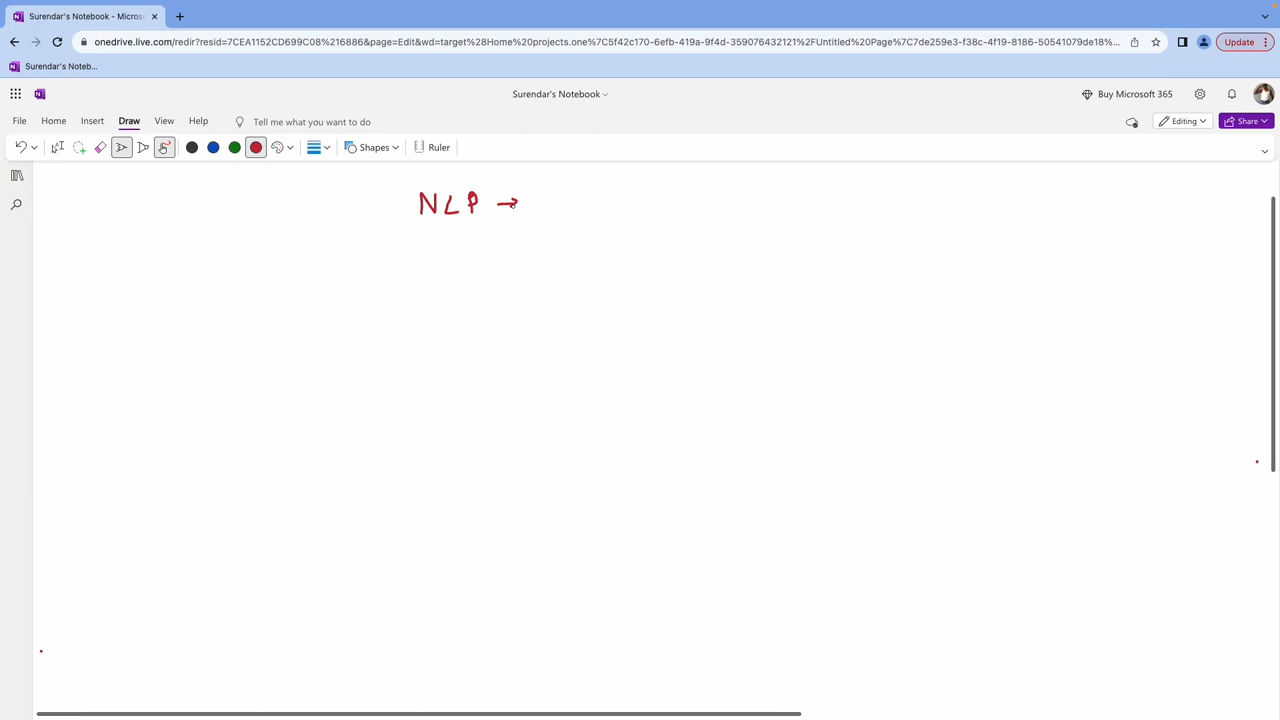 Surendar's Notebook - Micros
onedrive.live.com/redir?resid=7CEA1152CD699C08%216886&page=Edit&wd=target%28Home%20projects.one%7C5f42c170-6efb-419a-9f4d-359076432121%2FUntitled%20Page%7C7de259e3-f38c-4f19-8186-50541079de18%...
Update
Surendar's Noteb...
Surendar's Notebook
Buy Microsoft 365
File Home Insert Draw View Help Tell me what you want to do
Editing
Share
Shapes
Ruler
NLP →